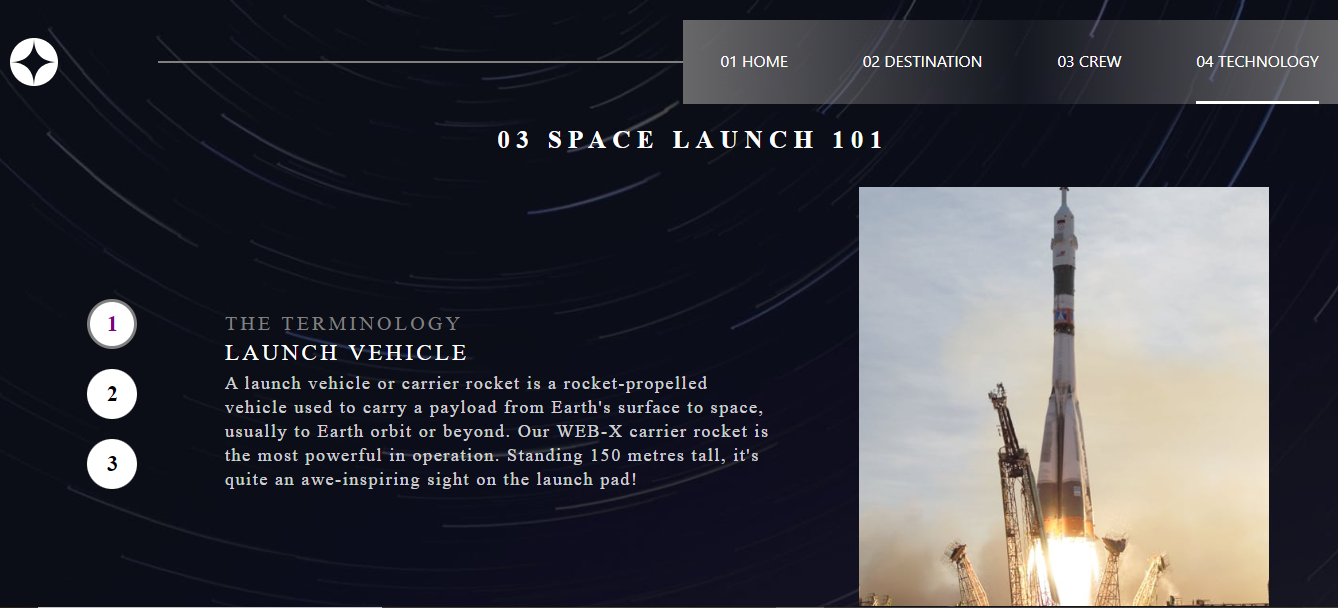 01 HOME 02 DESTINATION 03 CREW 04 TECHNOLOGY
03 SPACE LAUNCH 101
1
2
3
THE TERMINOLOGY
LAUNCH VEHICLE
A launch vehicle or carrier rocket is a rocket-propelled
vehicle used to carry a payload from Earth's surface to space,
usually to Earth orbit or beyond. Our WEB-X carrier rocket is
the most powerful in operation. Standing 150 metres tall, it's
quite an awe-inspiring sight on the launch pad!